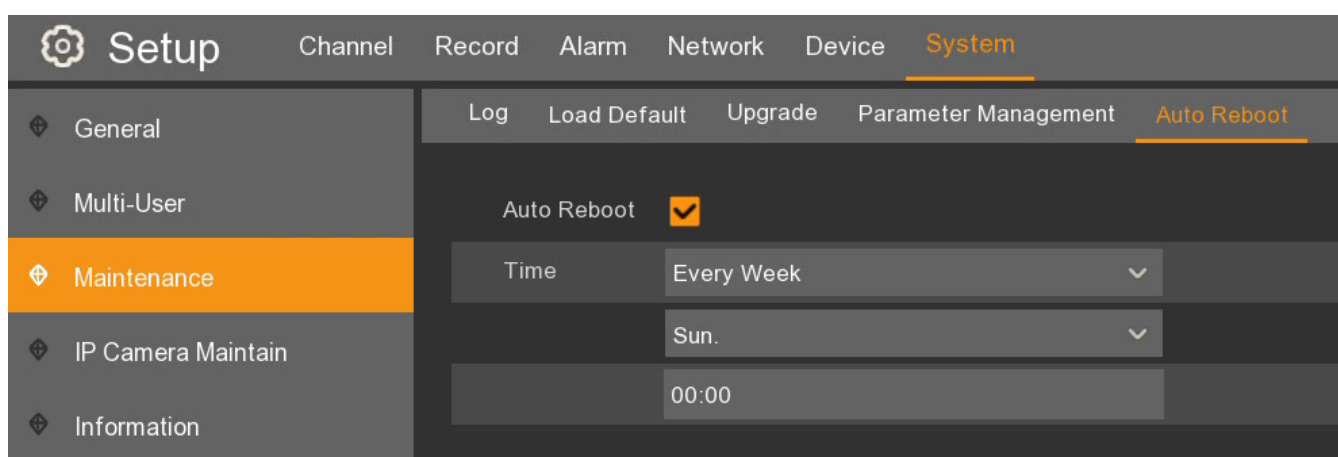 Setup Channel Record Alarm Network Device System
General
Log Load Default Upgrade Parameter Management Auto Reboot
Multi-User
Auto Reboot
Maintenance
Time Every Week
IP Camera Maintain
Sun.
00:00
Information